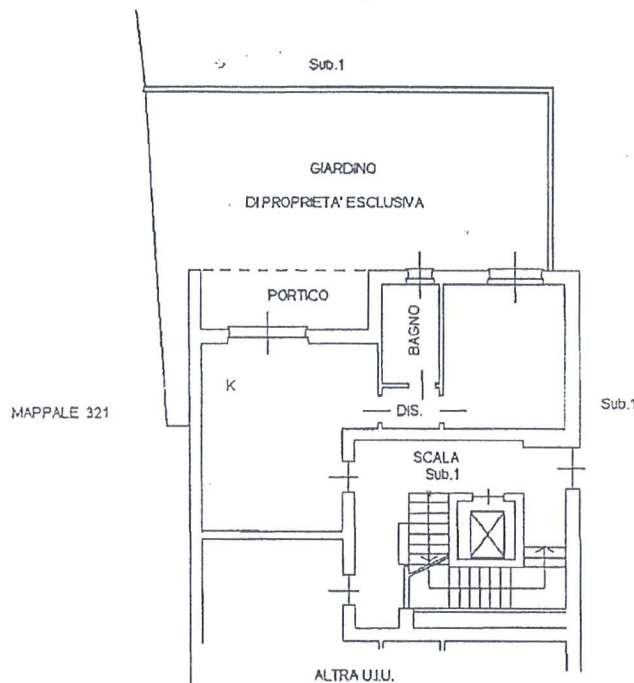 Sub.1
GIARDINO
DI PROPRIETA' ESCLUSIVA
PORTICO
BAGNO
K
MAPPALE 321
DIS.
Sub.1
SCALA
Sub.1
ALTRA U.I.U.